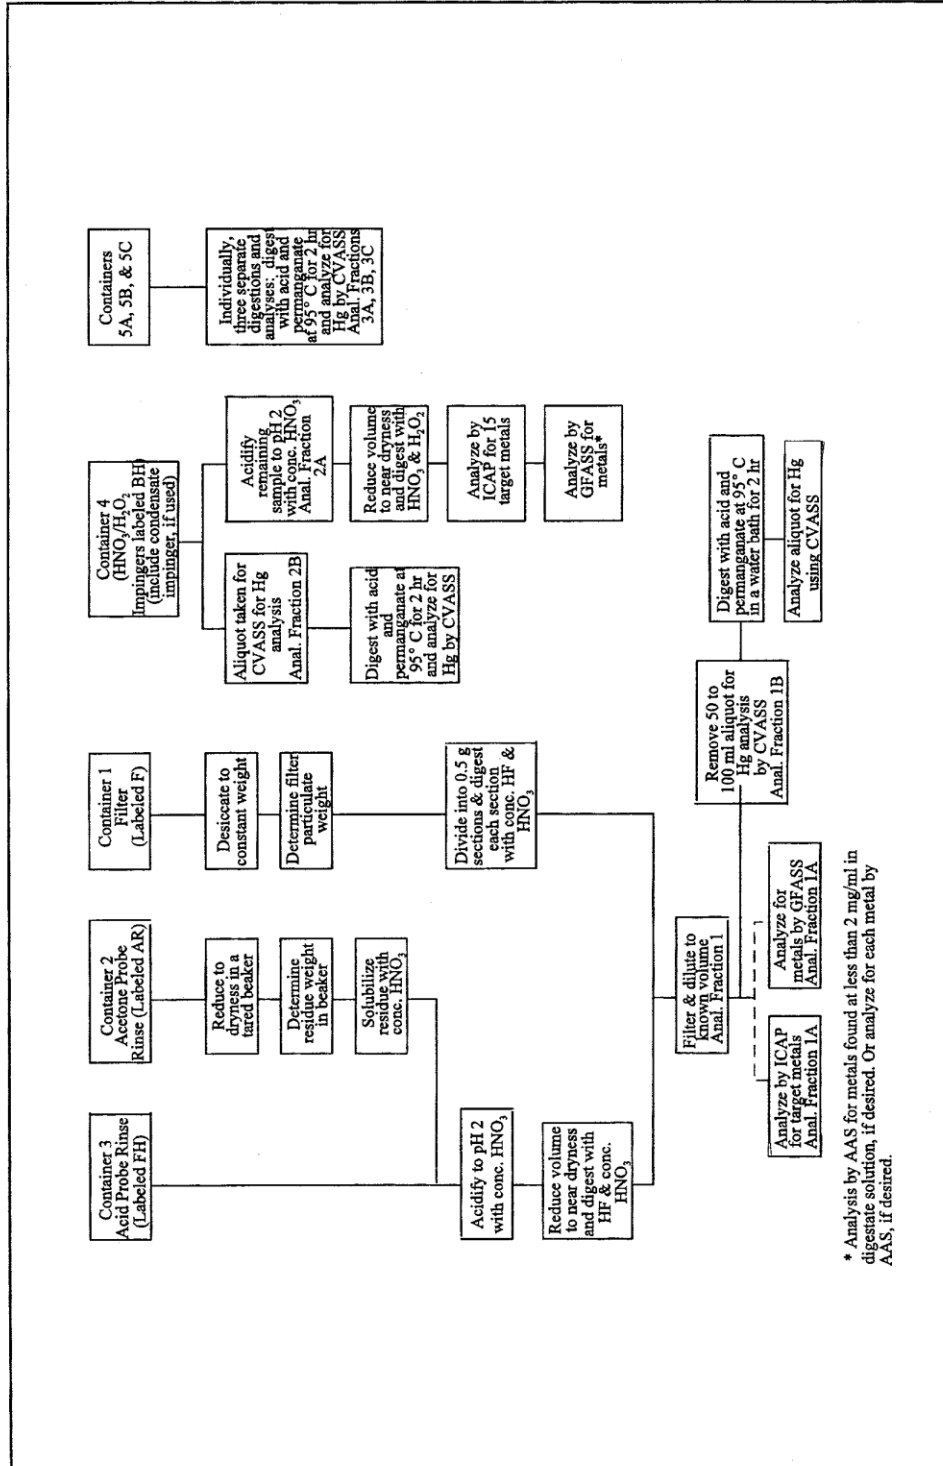 Container 3
Acid Probe Rinse
(Labeled FH)
Acidify to pH 2
with conc. HNO₃
Reduce volume
to near dryness
and digest with
HF & conc.
HNO₃
Container 2
Acetone Probe
Rinse (Labeled AR)
Reduce to
dryness in a
tared beaker
Determine
residue weight
in beaker
Solubilize
residue with
conc. HNO₃
Container 1
Filter
(Labeled F)
Desiccate to
constant weight
Determine filter
particulate
weight
Divide into 0.5 g
sections & digest
each section
with conc. HF &
HNO₃
Filter & dilute to
known volume
Anal. Fraction 1
Analyze by ICAP
for target metals
Anal. Fraction 1A
Analyze for
metals by GFASS
Anal. Fraction 1A
Remove 50 to
100 ml aliquot for
Hg analysis
by CVASS
Anal. Fraction 1B
Digest with acid and
permanganate at 95° C
in a water bath for 2 hr
Analyze aliquot for Hg
using CVASS
Container 4
(HNO₃/H₂O₂
Impingers labeled BH)
(include condensate
impinger, if used)
Aliquot taken for
CVASS for Hg
analysis
Anal. Fraction 2B
Digest with acid
and
permanganate at
95° C for 2 hr
and analyze for
Hg by CVASS
Acidify
remaining
sample to pH 2
with conc. HNO₃
Anal. Fraction
2A
Reduce volume
to near dryness
and digest with
HNO₃ & H₂O₂
Analyze by
ICAP for 15
target metals
Analyze by
GFASS for
metals*
Containers
5A, 5B, & 5C
Individually,
three separate
digestions and
analyses: digest
with acid and
permanganate
at 95° C for 2 hr
and analyze for
Hg by CVASS
Anal. Fractions
3A, 3B, 3C
* Analysis by AAS for metals found at less than 2 mg/ml in
digestate solution, if desired. Or analyze for each metal by
AAS, if desired.